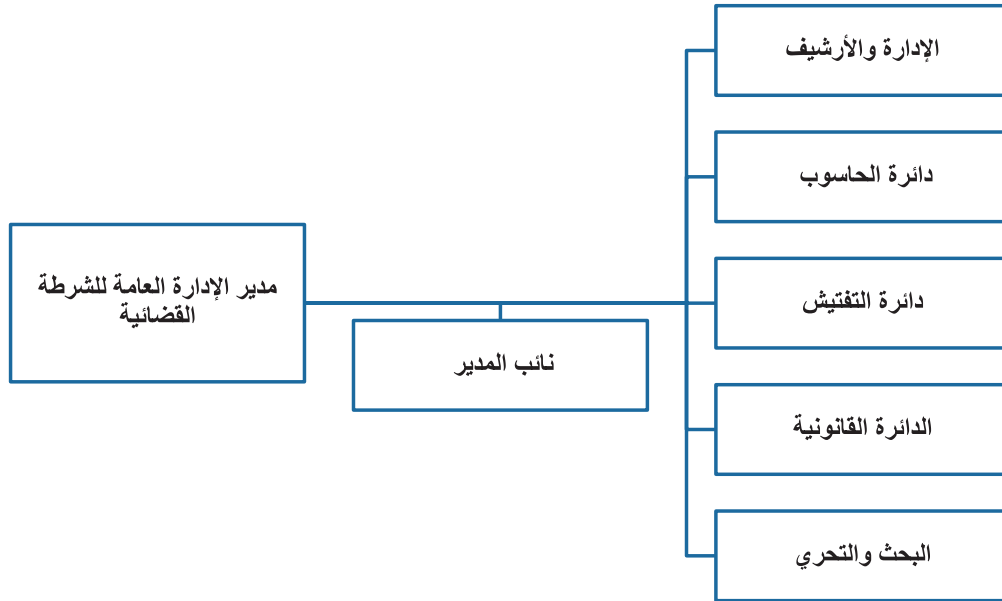 الإدارة والأرشيف
دائرة الحاسوب
مدير الإدارة العامة للشرطة
القضائية
دائرة التفتيش
نائب المدير
الدائرة القانونية
البحث والتحري